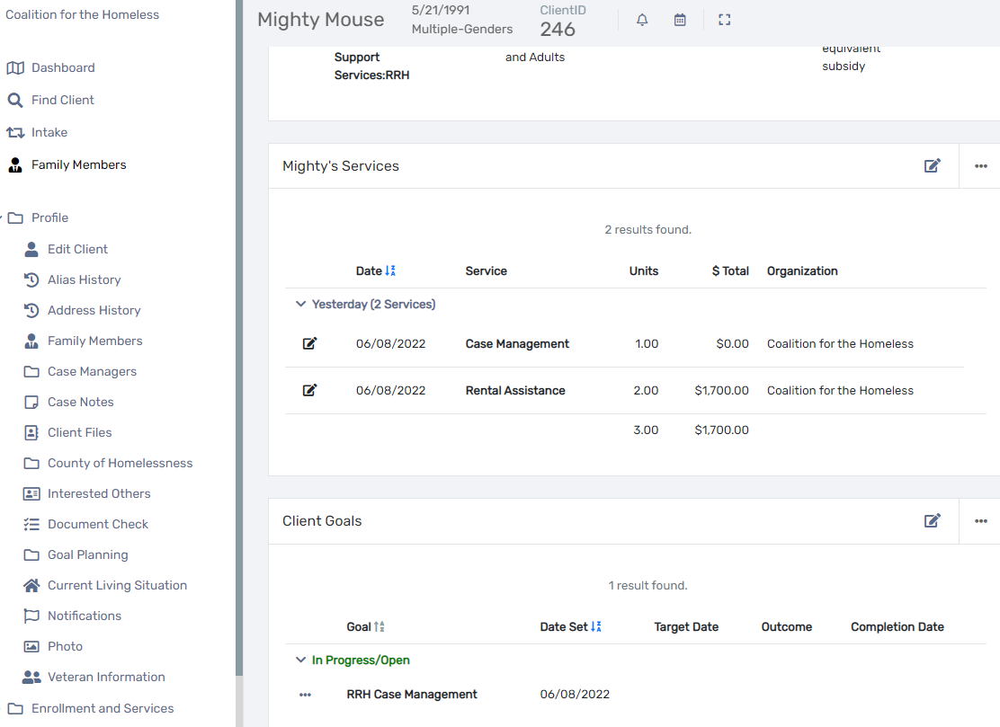 Coalition for the Homeless
Dashboard
Find Client
Intake
Family Members
Profile
Edit Client
Alias History
Address History
Family Members
Case Managers
Case Notes
Client Files
County of Homelessness
Interested Others
Document Check
Goal Planning
Current Living Situation
Notifications
Photo
Veteran Information
Enrollment and Services
Mighty Mouse
5/21/1991
Multiple-Genders
ClientID
246
Support
Services:RRH
and Adults
equivalent
subsidy
Mighty's Services
2 results found.
Date Service Units $ Total Organization
Yesterday (2 Services)
06/08/2022 Case Management 1.00 $0.00 Coalition for the Homeless
06/08/2022 Rental Assistance 2.00 $1,700.00 Coalition for the Homeless
3.00 $1,700.00
Client Goals
1 result found.
Goal Date Set Target Date Outcome Completion Date
In Progress/Open
RRH Case Management 06/08/2022